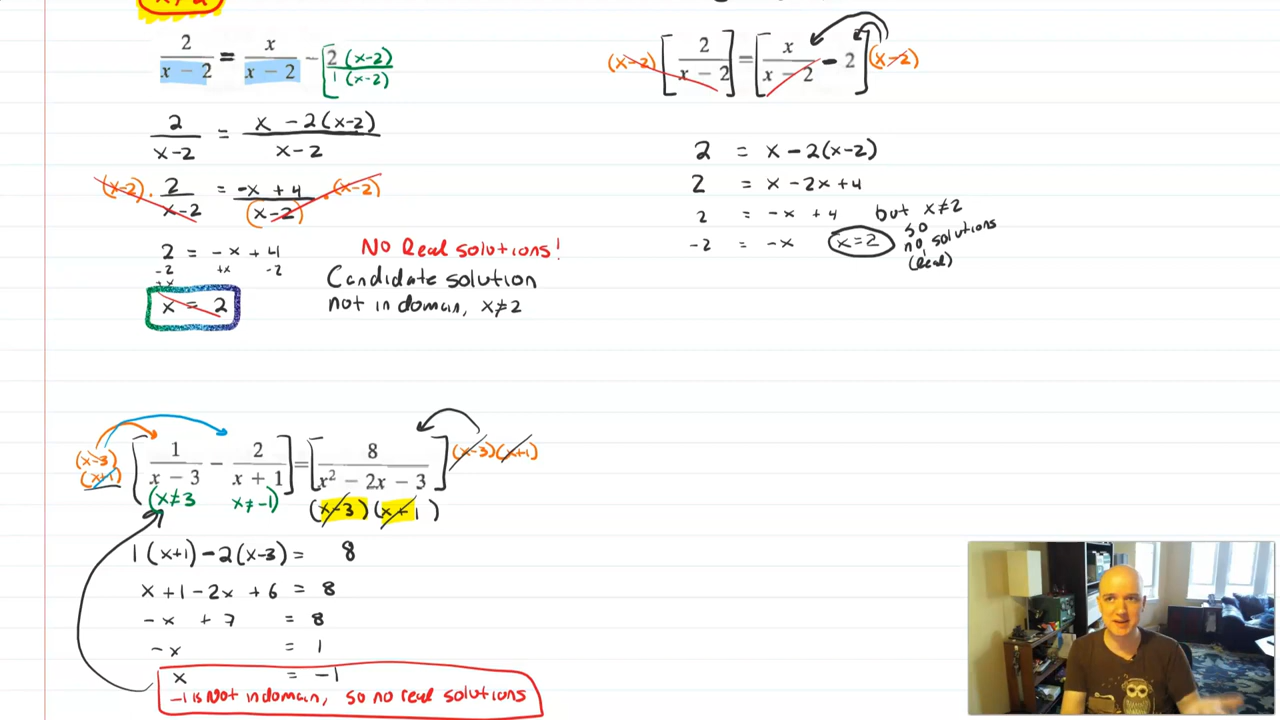 2/(x − 2) = x/(x − 2) − [2(x-2)/1(x-2)]
2/(x-2) = (x - 2(x-2))/(x-2)
(x-2) · 2/(x-2) = (-x + 4)/(x-2) · (x-2)
2 = -x + 4
-2 +x -2
+x
x = 2
No Real solutions!
Candidate solution
not in domain, x≠2
(x-2) [2/(x − 2)] = [x/(x − 2) − 2] (x-2)
2 = x - 2(x-2)
2 = x - 2x + 4
2 = -x + 4
-2 = -x x=2
but x≠2
so
no solutions
(Real)
(x-3)(x+1) [1/(x − 3) − 2/(x + 1)] = [8/(x² − 2x − 3)] (x-3)(x+1)
(x≠3 x≠-1) (x-3)(x+1)
1(x+1) - 2(x-3) = 8
x + 1 - 2x + 6 = 8
-x + 7 = 8
-x = 1
x = -1
-1 is Not in domain, so no real solutions